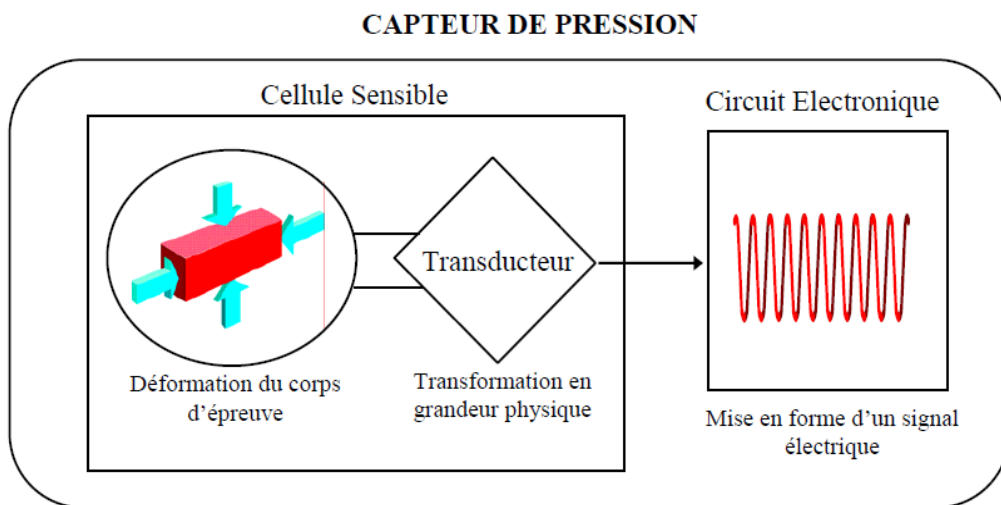 CAPTEUR DE PRESSION
Cellule Sensible
Circuit Electronique
Transducteur
Déformation du corps
d’épreuve
Transformation en
grandeur physique
Mise en forme d’un signal
électrique